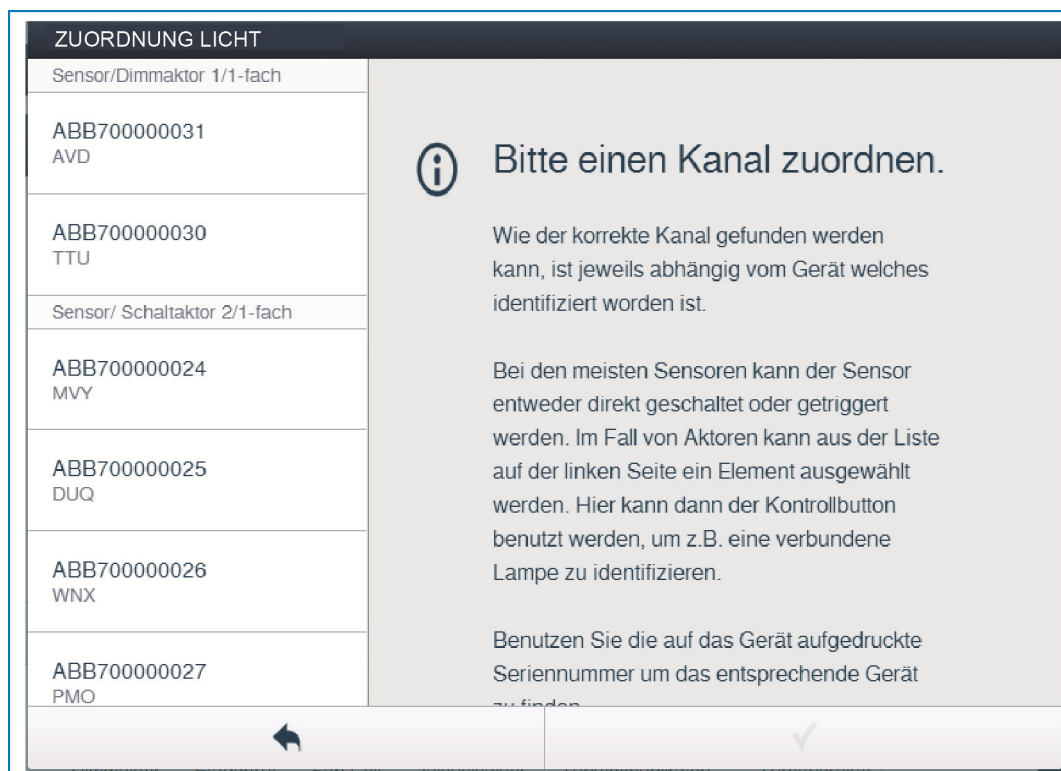 ZUORDNUNG LICHT
Sensor/Dimmaktor 1/1-fach
ABB700000031
AVD
ABB700000030
TTU
Sensor/ Schaltaktor 2/1-fach
ABB700000024
MVY
ABB700000025
DUQ
ABB700000026
WNX
ABB700000027
PMO
Bitte einen Kanal zuordnen.
Wie der korrekte Kanal gefunden werden
kann, ist jeweils abhängig vom Gerät welches
identifiziert worden ist.
Bei den meisten Sensoren kann der Sensor
entweder direkt geschaltet oder getriggert
werden. Im Fall von Aktoren kann aus der Liste
auf der linken Seite ein Element ausgewählt
werden. Hier kann dann der Kontrollbutton
benutzt werden, um z.B. eine verbundene
Lampe zu identifizieren.
Benutzen Sie die auf das Gerät aufgedruckte
Seriennummer um das entsprechende Gerät
zu finden